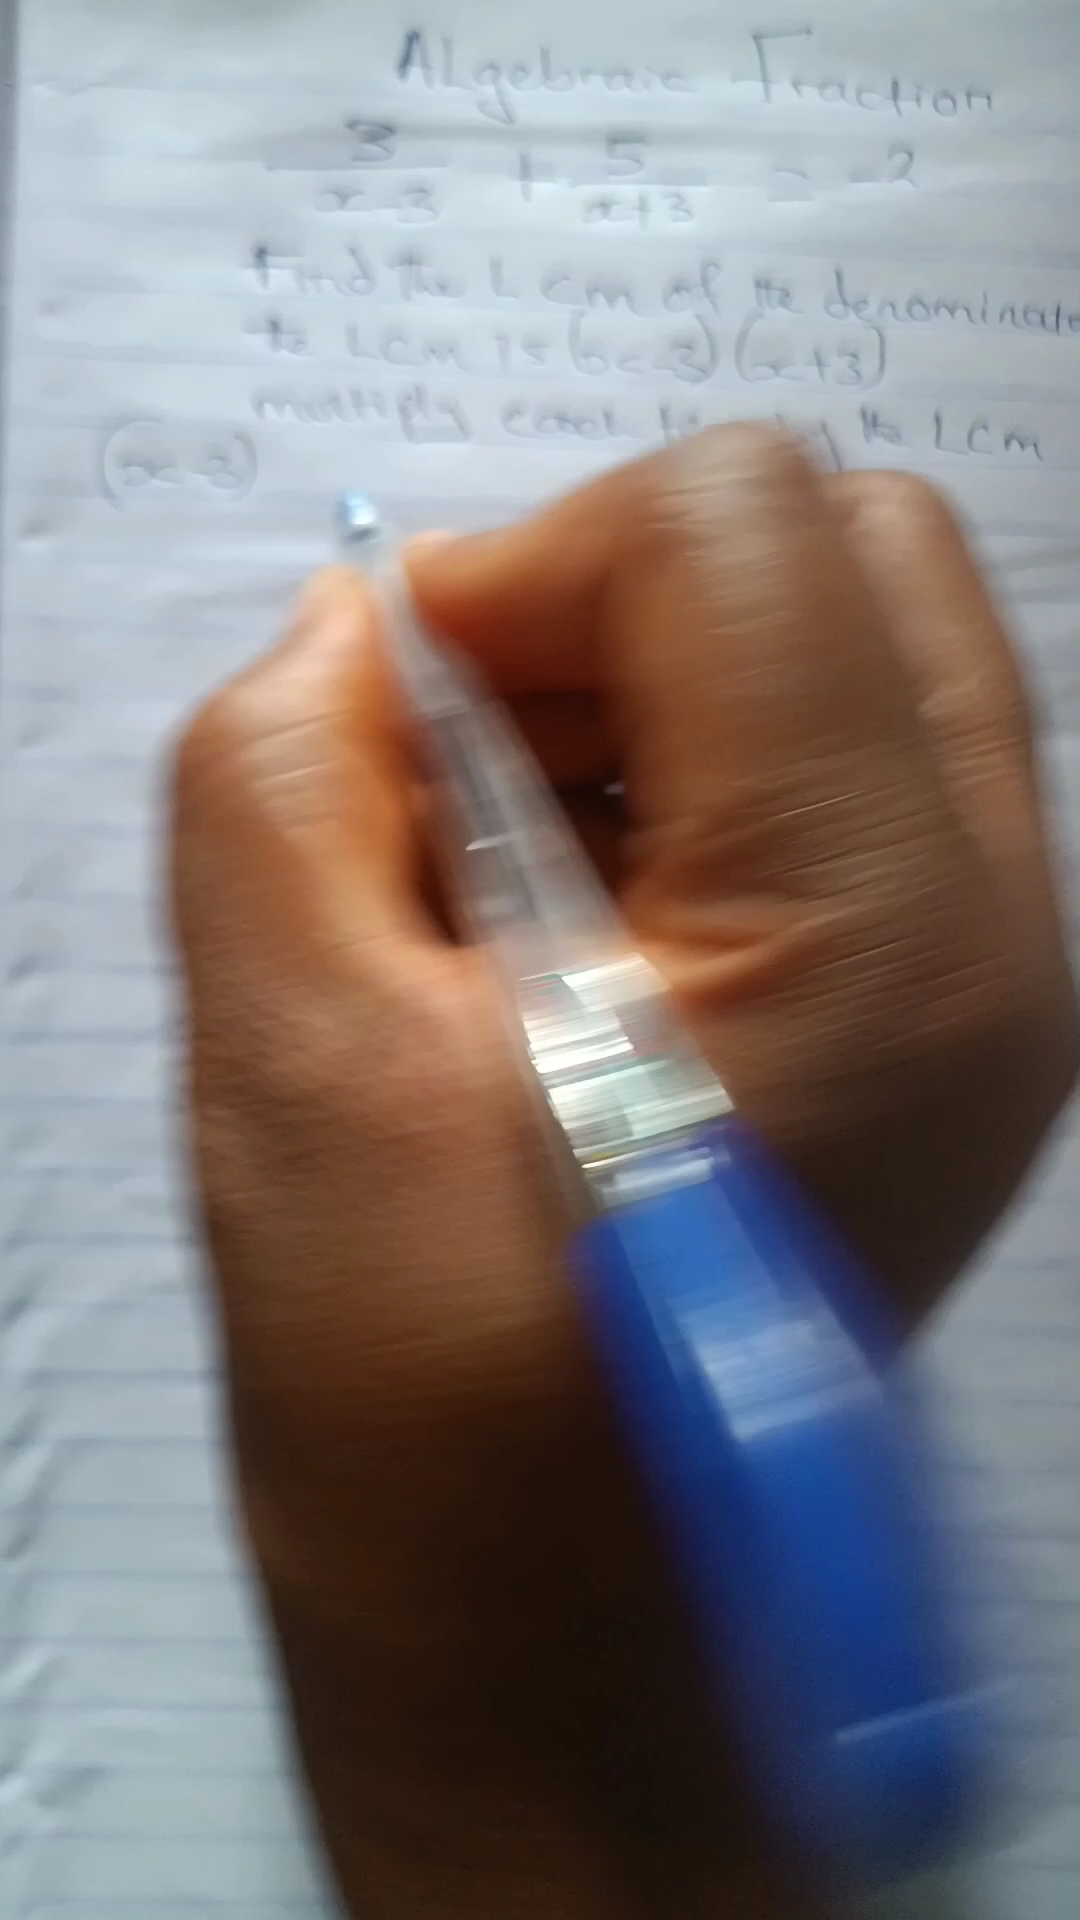 ALgebraic Fraction
3/(x-3) + 5/(x+3) = -2
Find the LCM of the denominato
the LCM is (x-3)(x+3)
multiply each by the LCM
(x-3)